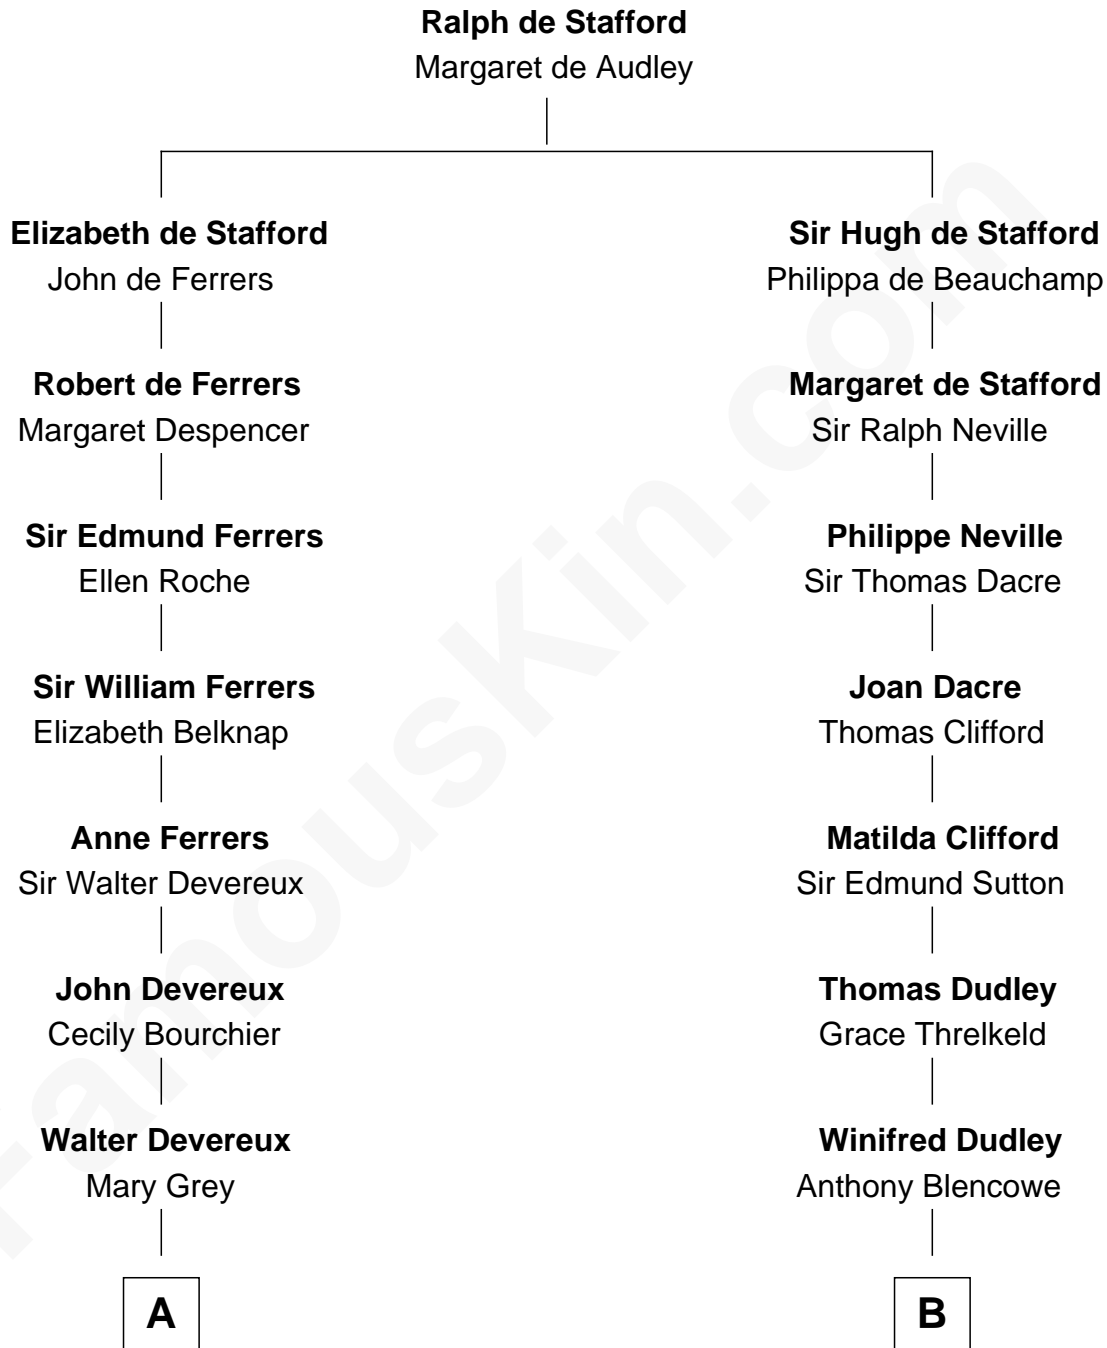 Ralph de Stafford
Margaret de Audley
Elizabeth de Stafford
John de Ferrers
Sir Hugh de Stafford
Philippa de Beauchamp
Robert de Ferrers
Margaret Despencer
Margaret de Stafford
Sir Ralph Neville
Sir Edmund Ferrers
Ellen Roche
Philippe Neville
Sir Thomas Dacre
Sir William Ferrers
Elizabeth Belknap
Joan Dacre
Thomas Clifford
Anne Ferrers
Sir Walter Devereux
Matilda Clifford
Sir Edmund Sutton
John Devereux
Cecily Bourchier
Thomas Dudley
Grace Threlkeld
Walter Devereux
Mary Grey
Winifred Dudley
Anthony Blencowe
A
B
FamousKin.com